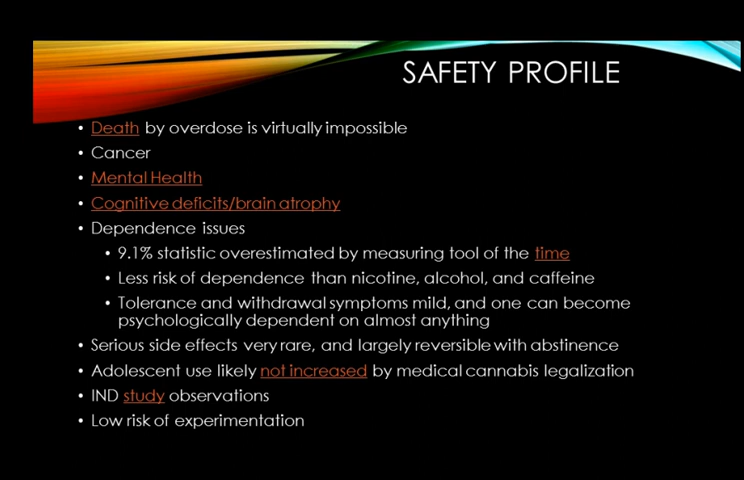 SAFETY PROFILE
• Death by overdose is virtually impossible
• Cancer
• Mental Health
• Cognitive deficits/brain atrophy
• Dependence issues
• 9.1% statistic overestimated by measuring tool of the time
• Less risk of dependence than nicotine, alcohol, and caffeine
• Tolerance and withdrawal symptoms mild, and one can become
psychologically dependent on almost anything
• Serious side effects very rare, and largely reversible with abstinence
• Adolescent use likely not increased by medical cannabis legalization
• IND study observations
• Low risk of experimentation